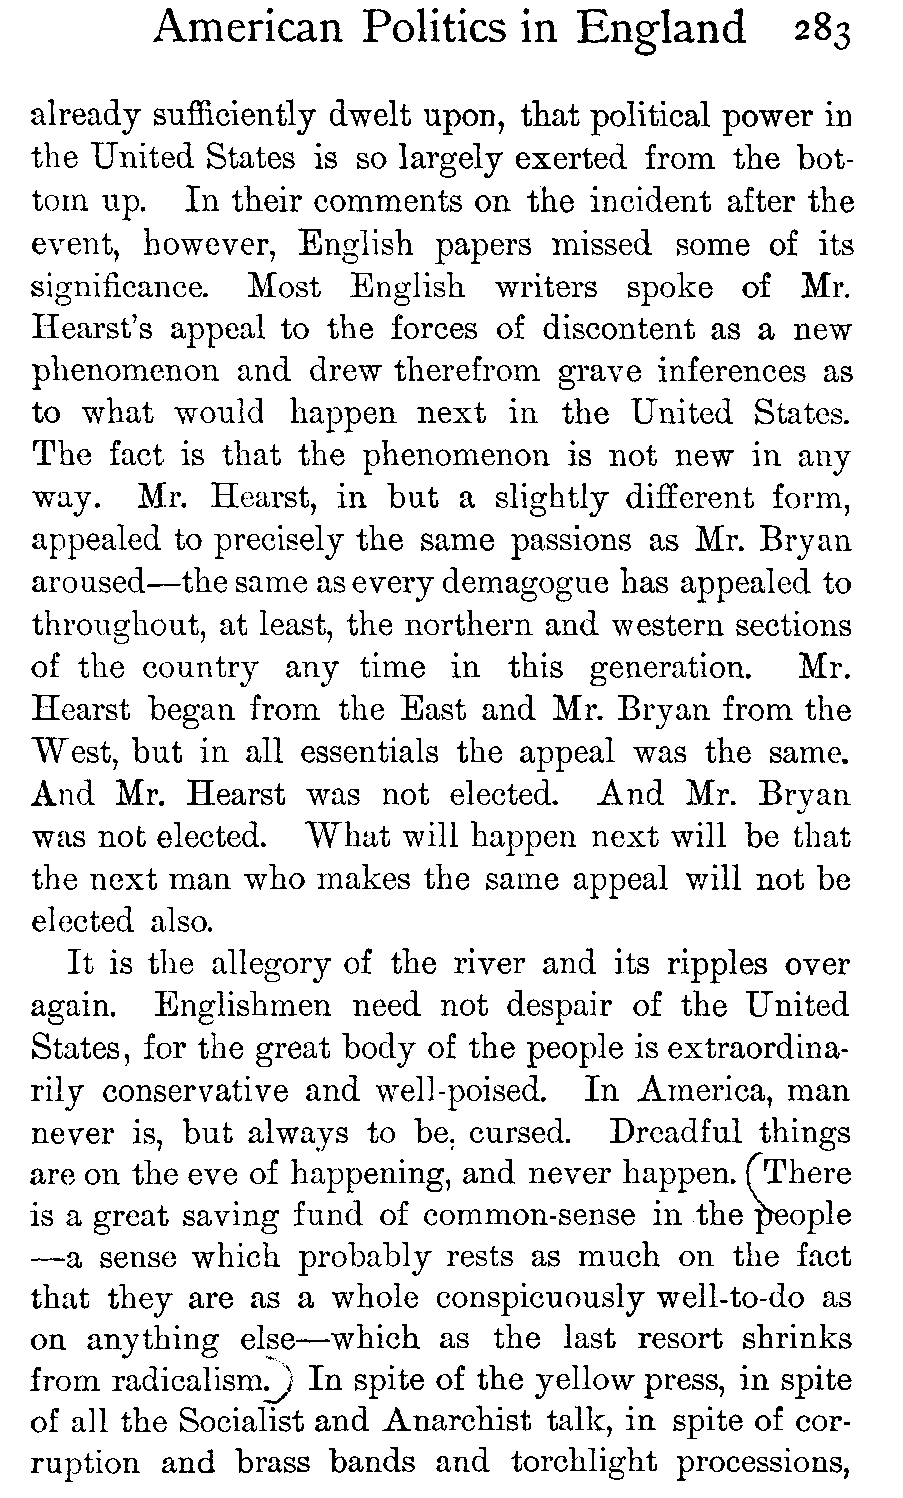 American Politics in England 283
already sufficiently dwelt upon, that political power in
the United States is so largely exerted from the bot-
tom up. In their comments on the incident after the
event, however, English papers missed some of its
significance. Most English writers spoke of Mr.
Hearst's appeal to the forces of discontent as a new
phenomenon and drew therefrom grave inferences as
to what would happen next in the United States.
The fact is that the phenomenon is not new in any
way. Mr. Hearst, in but a slightly different form,
appealed to precisely the same passions as Mr. Bryan
aroused—the same as every demagogue has appealed to
throughout, at least, the northern and western sections
of the country any time in this generation. Mr.
Hearst began from the East and Mr. Bryan from the
West, but in all essentials the appeal was the same.
And Mr. Hearst was not elected. And Mr. Bryan
was not elected. What will happen next will be that
the next man who makes the same appeal will not be
elected also.
It is the allegory of the river and its ripples over
again. Englishmen need not despair of the United
States, for the great body of the people is extraordina-
rily conservative and well-poised. In America, man
never is, but always to be, cursed. Dreadful things
are on the eve of happening, and never happen. (There
is a great saving fund of common-sense in the people
—a sense which probably rests as much on the fact
that they are as a whole conspicuously well-to-do as
on anything else—which as the last resort shrinks
from radicalism.) In spite of the yellow press, in spite
of all the Socialist and Anarchist talk, in spite of cor-
ruption and brass bands and torchlight processions,